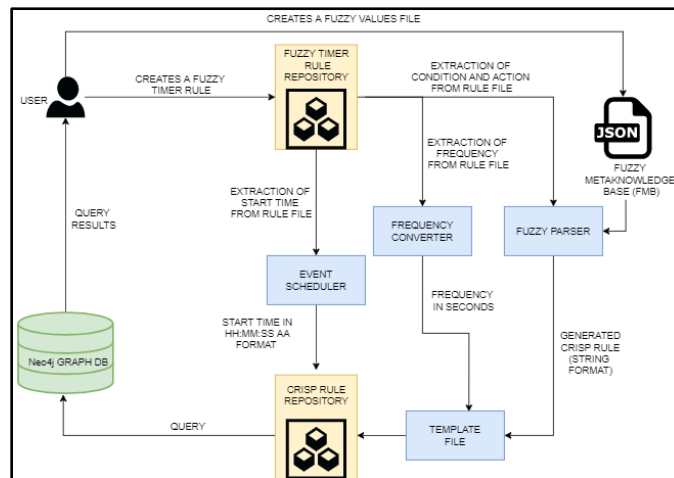 CREATES A FUZZY VALUES FILE
FUZZY TIMER
RULE
REPOSITORY
EXTRACTION OF
CONDITION AND ACTION
FROM RULE FILE
CREATES A FUZZY
TIMER RULE
USER
JSON
FUZZY
METAKNOWLEDGE
BASE (FMB)
EXTRACTION OF
FREQUENCY
FROM RULE FILE
EXTRACTION OF
START TIME
FROM RULE FILE
QUERY
RESULTS
FREQUENCY
CONVERTER
FUZZY PARSER
EVENT
SCHEDULER
FREQUENCY
IN SECONDS
START TIME IN
HH:MM:SS AA
FORMAT
GENERATED
CRISP RULE
(STRING
FORMAT)
Neo4j GRAPH DB
CRISP RULE
REPOSITORY
QUERY
TEMPLATE
FILE